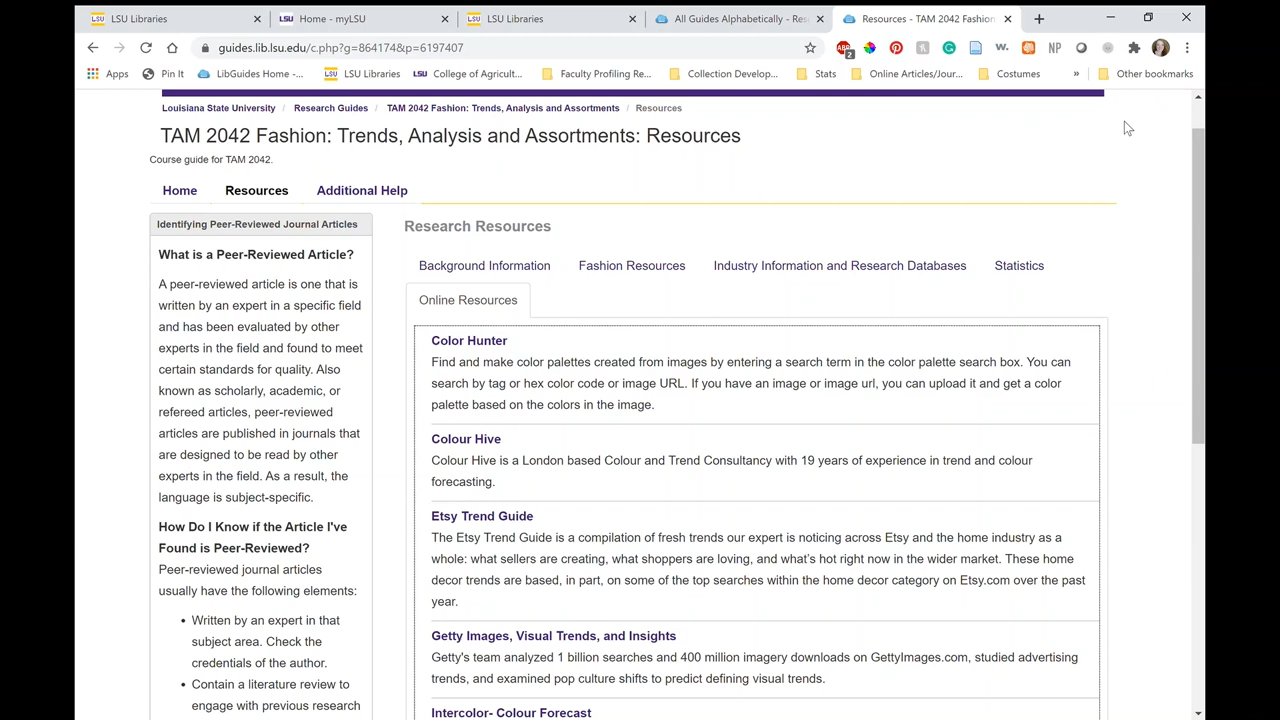 LSU Libraries
Home - myLSU
LSU Libraries
All Guides Alphabetically - Res
Resources - TAM 2042 Fashion
guides.lib.lsu.edu/c.php?g=864174&p=6197407
ABP
2
w.
NP
Apps
Pin It
LibGuides Home -...
LSU Libraries
LSU
College of Agricult...
Faculty Profiling Re...
Collection Develop...
Stats
Online Articles/Jour...
Costumes
»
Other bookmarks
Louisiana State University / Research Guides / TAM 2042 Fashion: Trends, Analysis and Assortments / Resources
TAM 2042 Fashion: Trends, Analysis and Assortments: Resources
Course guide for TAM 2042.
Home
Resources
Additional Help
Identifying Peer-Reviewed Journal Articles
What is a Peer-Reviewed Article?
A peer-reviewed article is one that is
written by an expert in a specific field
and has been evaluated by other
experts in the field and found to meet
certain standards for quality. Also
known as scholarly, academic, or
refereed articles, peer-reviewed
articles are published in journals that
are designed to be read by other
experts in the field. As a result, the
language is subject-specific.
How Do I Know if the Article I've
Found is Peer-Reviewed?
Peer-reviewed journal articles
usually have the following elements:
• Written by an expert in that
subject area. Check the
credentials of the author.
• Contain a literature review to
engage with previous research
Research Resources
Background Information
Fashion Resources
Industry Information and Research Databases
Statistics
Online Resources
Color Hunter
Find and make color palettes created from images by entering a search term in the color palette search box. You can
search by tag or hex color code or image URL. If you have an image or image url, you can upload it and get a color
palette based on the colors in the image.
Colour Hive
Colour Hive is a London based Colour and Trend Consultancy with 19 years of experience in trend and colour
forecasting.
Etsy Trend Guide
The Etsy Trend Guide is a compilation of fresh trends our expert is noticing across Etsy and the home industry as a
whole: what sellers are creating, what shoppers are loving, and what's hot right now in the wider market. These home
decor trends are based, in part, on some of the top searches within the home decor category on Etsy.com over the past
year.
Getty Images, Visual Trends, and Insights
Getty's team analyzed 1 billion searches and 400 million imagery downloads on GettyImages.com, studied advertising
trends, and examined pop culture shifts to predict defining visual trends.
Intercolor- Colour Forecast